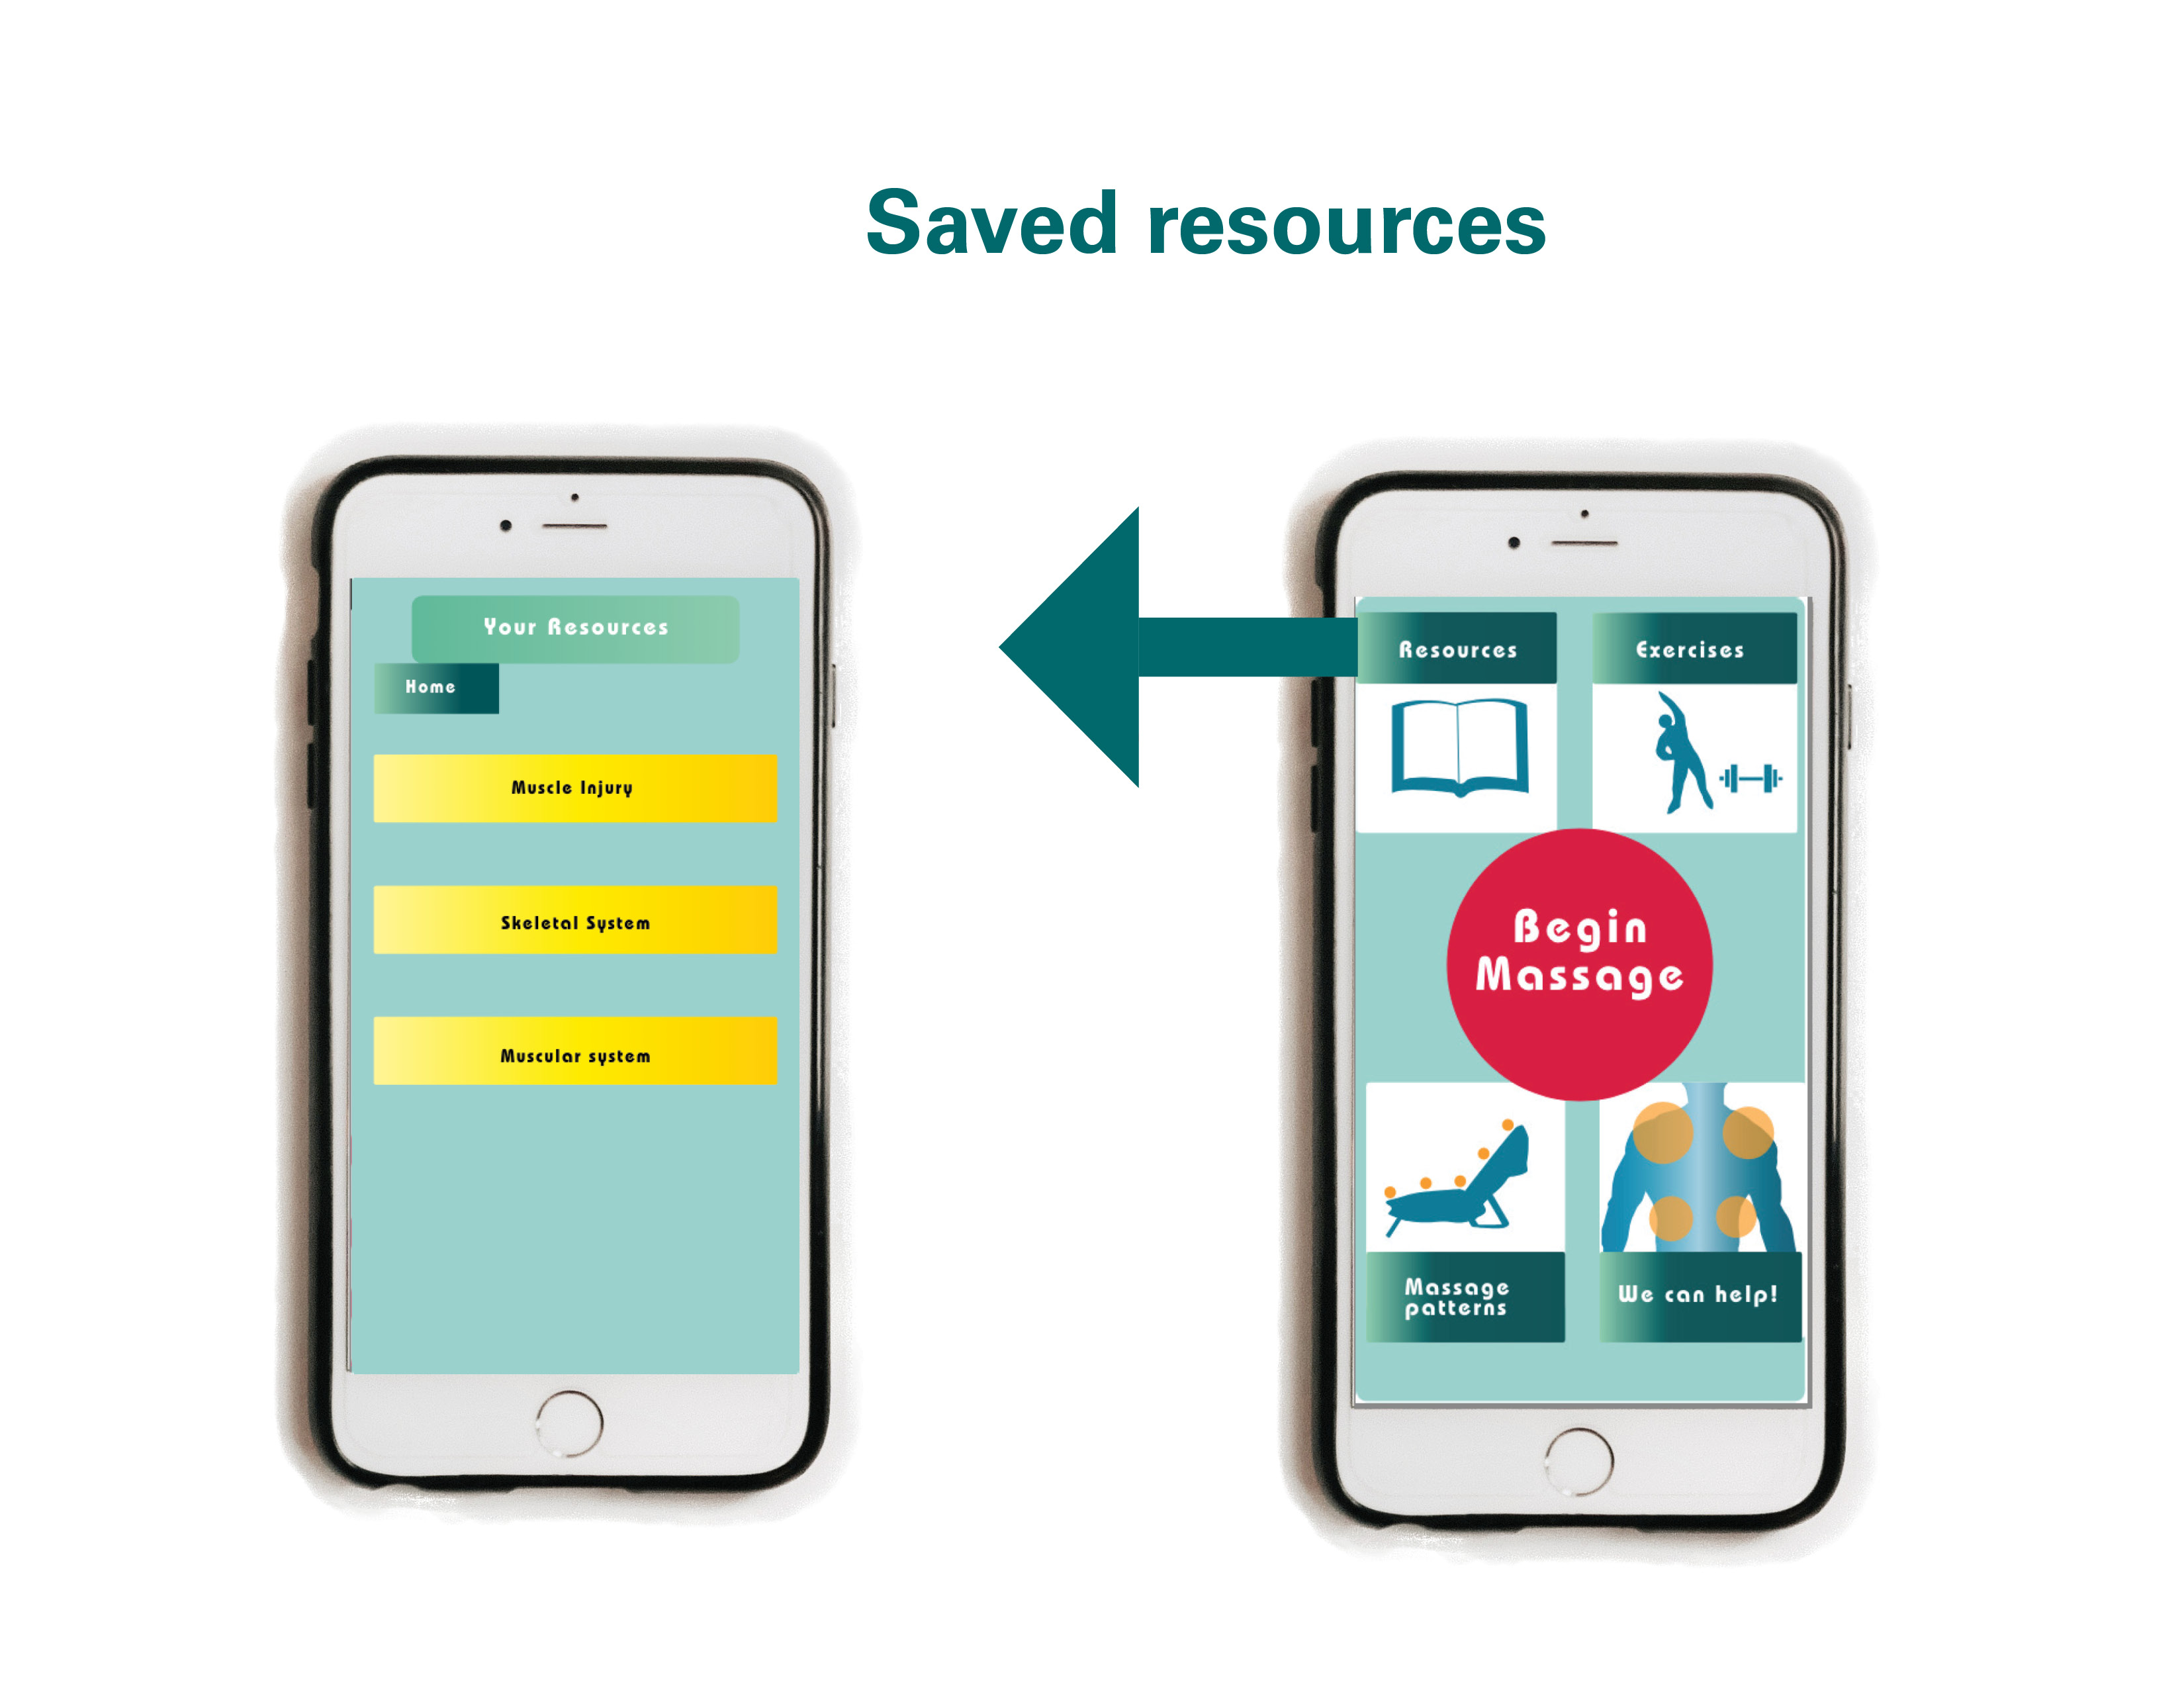 Saved resources
Your Resources
Home
Muscle Injury
Skeletal System
Muscular system
Resources
Exercises
Begin
Massage
Massage
patterns
We can help!